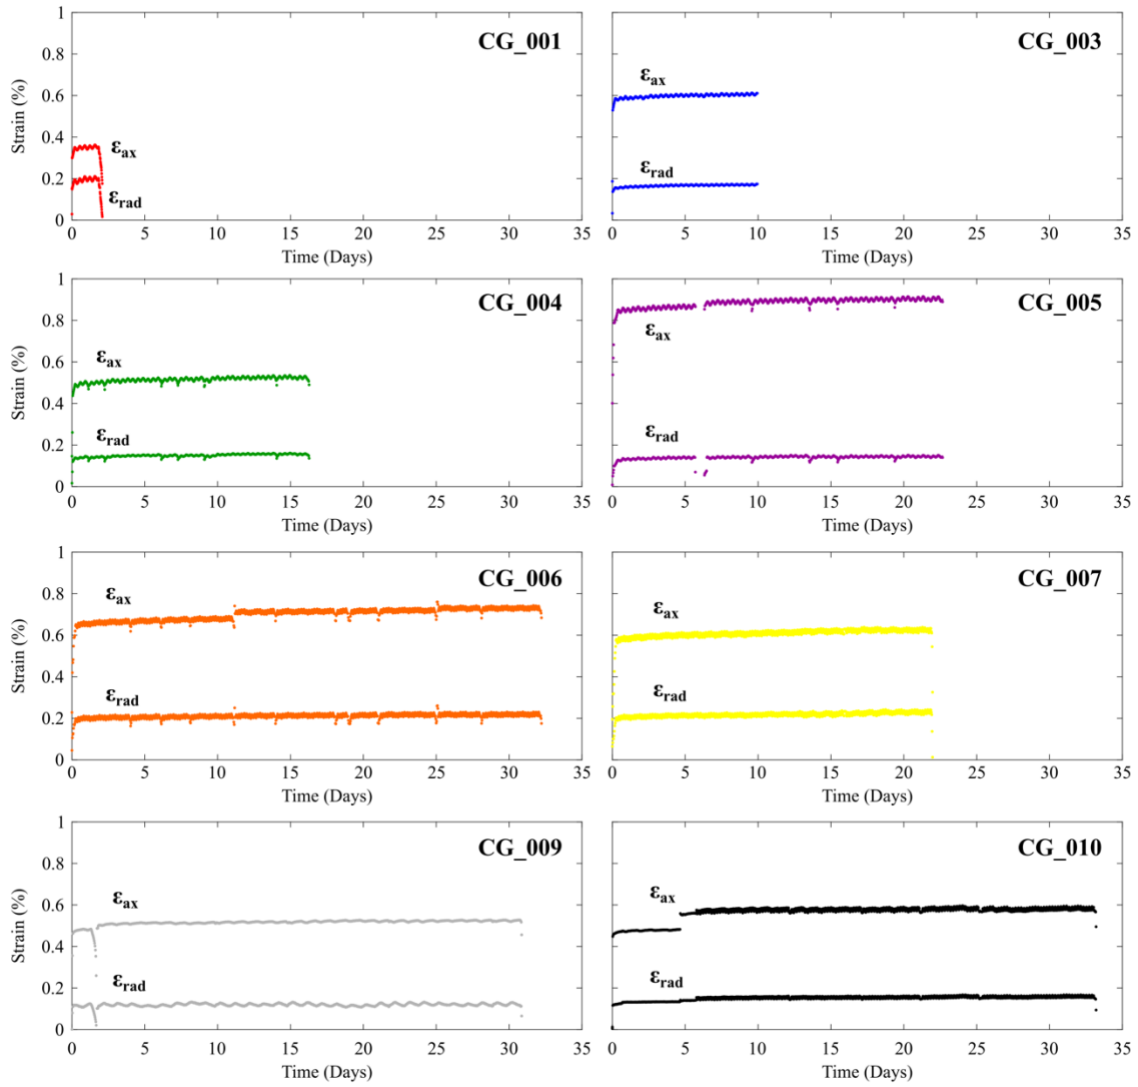 1
CG_001
CG_003
0.8
Strain (%)
0.6
0.4
0.2
0
εax
εrad
εax
εrad
0 5 10 15 20 25 30 35
0 5 10 15 20 25 30 35
Time (Days)
Time (Days)
1
CG_004
CG_005
0.8
Strain (%)
0.6
0.4
0.2
0
εax
εrad
εax
εrad
0 5 10 15 20 25 30 35
0 5 10 15 20 25 30 35
Time (Days)
Time (Days)
1
CG_006
CG_007
0.8
Strain (%)
0.6
0.4
0.2
0
εax
εrad
εax
εrad
0 5 10 15 20 25 30 35
0 5 10 15 20 25 30 35
Time (Days)
Time (Days)
1
CG_009
CG_010
0.8
Strain (%)
0.6
0.4
0.2
0
εax
εrad
εax
εrad
0 5 10 15 20 25 30 35
0 5 10 15 20 25 30 35
Time (Days)
Time (Days)